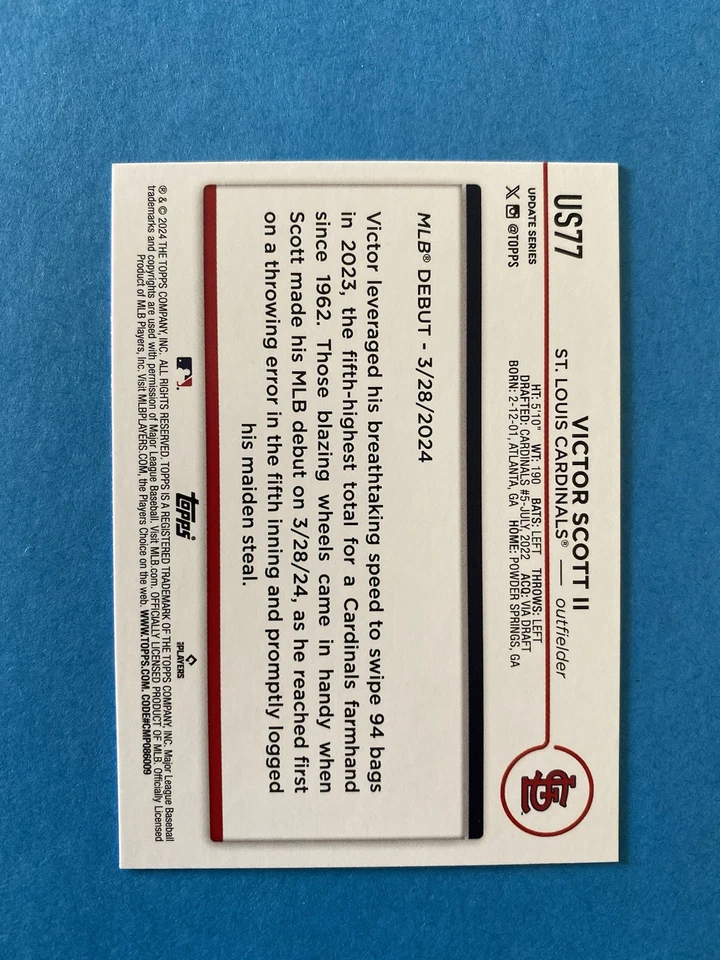 US77
UPDATE SERIES
@TOPPS
VICTOR SCOTT II
ST. LOUIS CARDINALS® — outfielder
HT: 5'10" WT: 190 BATS: LEFT THROWS: LEFT
DRAFTED: CARDINALS #5-JULY, 2022 ACQ: VIA DRAFT
BORN: 2-12-01, ATLANTA, GA HOME: POWDER SPRINGS, GA
STL
MLB® DEBUT - 3/28/2024
Victor leveraged his breathtaking speed to swipe 94 bags
in 2023, the fifth-highest total for a Cardinals farmhand
since 1962. Those blazing wheels came in handy when
Scott made his MLB debut on 3/28/24, as he reached first
on a throwing error in the fifth inning and promptly logged
his maiden steal.
topps®
PLAYERS
® & © 2024 THE TOPPS COMPANY, INC. ALL RIGHTS RESERVED. TOPPS IS A REGISTERED TRADEMARK OF THE TOPPS COMPANY, INC. Major League Baseball
trademarks and copyrights are used with permission of Major League Baseball. Visit MLB.com. OFFICIALLY LICENSED PRODUCT OF MLB. Officially Licensed
Product of MLB Players, Inc. Visit MLBPLAYERS.COM, the Players Choice on the web. WWW.TOPPS.COM. CODE#CMP086009